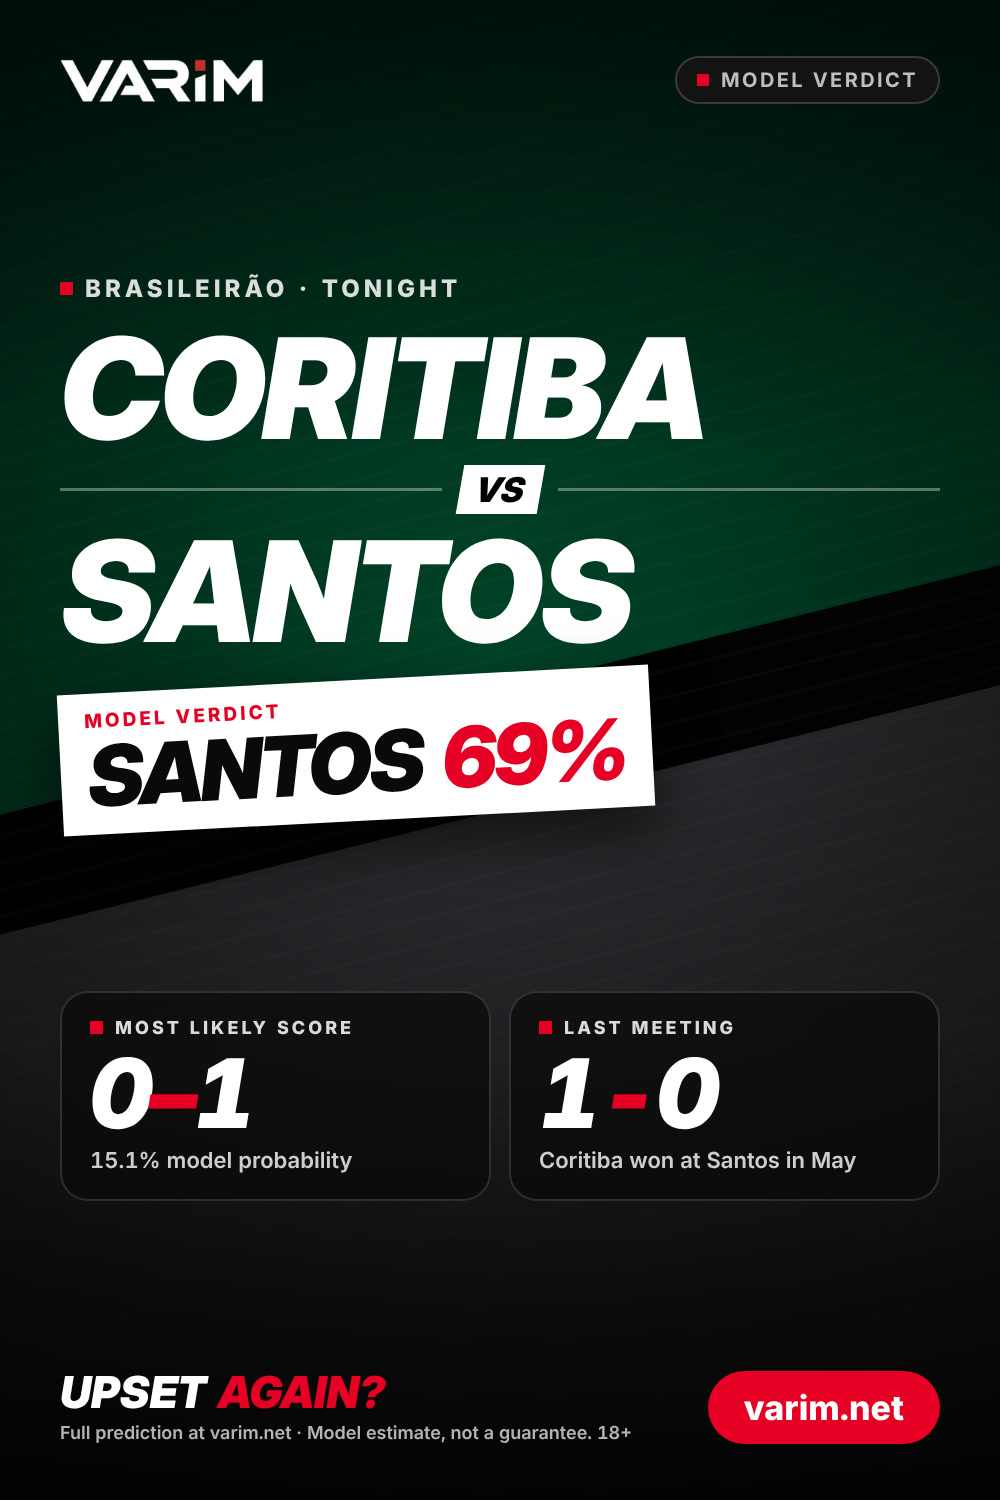 VARiM
MODEL VERDICT
BRASILEIRÃO · TONIGHT
CORITIBA
VS
SANTOS
MODEL VERDICT
SANTOS 69%
MOST LIKELY SCORE
0–1
15.1% model probability
LAST MEETING
1 - 0
Coritiba won at Santos in May
UPSET AGAIN?
Full prediction at varim.net · Model estimate, not a guarantee. 18+
varim.net